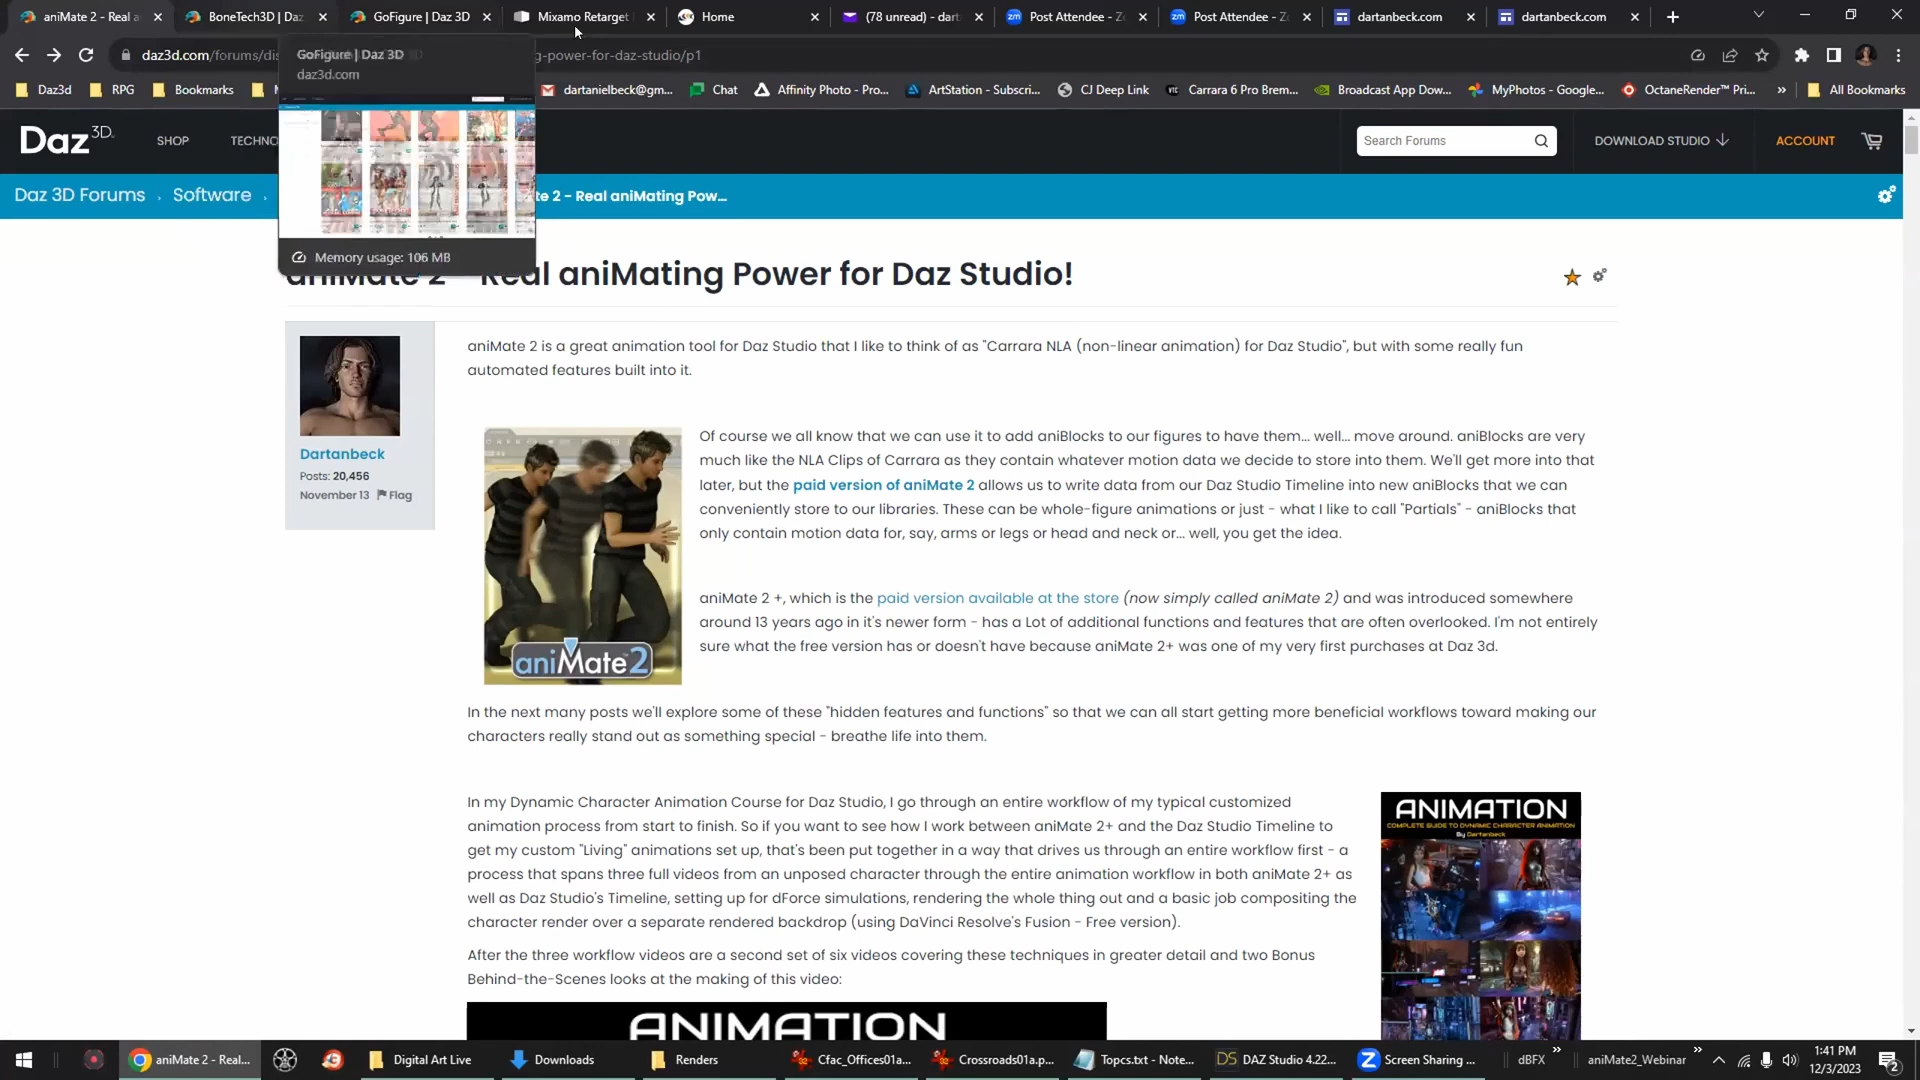 aniMate 2 - Real a
BoneTech3D | Daz
GoFigure | Daz 3D
Mixamo Retarget
Home
(78 unread) - dart
Post Attendee - Z
Post Attendee - Z
dartanbeck.com
dartanbeck.com
daz3d.com/forums/dis
g-power-for-daz-studio/p1
GoFigure | Daz 3D
daz3d.com
Memory usage: 106 MB
Daz3d
RPG
Bookmarks
dartanielbeck@gm...
Chat
Affinity Photo - Pro...
ArtStation - Subscri...
CJ Deep Link
Carrara 6 Pro Brem...
Broadcast App Dow...
MyPhotos - Google...
OctaneRender™ Pri...
All Bookmarks
Daz 3D
SHOP
TECHNO
Search Forums
DOWNLOAD STUDIO
ACCOUNT
Daz 3D Forums
Software
te 2 - Real aniMating Pow...
aniMate 2 - Real aniMating Power for Daz Studio!
Dartanbeck
Posts: 20,456
November 13 Flag
aniMate 2 is a great animation tool for Daz Studio that I like to think of as "Carrara NLA (non-linear animation) for Daz Studio", but with some really fun
automated features built into it.
Of course we all know that we can use it to add aniBlocks to our figures to have them... well... move around. aniBlocks are very
much like the NLA Clips of Carrara as they contain whatever motion data we decide to store into them. We'll get more into that
later, but the paid version of aniMate 2 allows us to write data from our Daz Studio Timeline into new aniBlocks that we can
conveniently store to our libraries. These can be whole-figure animations or just - what I like to call "Partials" - aniBlocks that
only contain motion data for, say, arms or legs or head and neck or... well, you get the idea.
aniMate 2 +, which is the paid version available at the store (now simply called aniMate 2) and was introduced somewhere
around 13 years ago in it's newer form - has a Lot of additional functions and features that are often overlooked. I'm not entirely
sure what the free version has or doesn't have because aniMate 2+ was one of my very first purchases at Daz 3d.
aniMate 2
In the next many posts we'll explore some of these "hidden features and functions" so that we can all start getting more beneficial workflows toward making our
characters really stand out as something special - breathe life into them.
In my Dynamic Character Animation Course for Daz Studio, I go through an entire workflow of my typical customized
animation process from start to finish. So if you want to see how I work between aniMate 2+ and the Daz Studio Timeline to
get my custom "Living" animations set up, that's been put together in a way that drives us through an entire workflow first - a
process that spans three full videos from an unposed character through the entire animation workflow in both aniMate 2+ as
well as Daz Studio's Timeline, setting up for dForce simulations, rendering the whole thing out and a basic job compositing the
character render over a separate rendered backdrop (using DaVinci Resolve's Fusion - Free version).
After the three workflow videos are a second set of six videos covering these techniques in greater detail and two Bonus
Behind-the-Scenes looks at the making of this video:
ANIMATION
COMPLETE GUIDE TO DYNAMIC CHARACTER ANIMATION
By Dartanbeck
ANIMATION
aniMate 2 - Real...
Digital Art Live
Downloads
Renders
Cfac_Offices01a...
Crossroads01a.p...
Topcs.txt - Note...
DAZ Studio 4.22...
Screen Sharing ...
dBFX
aniMate2_Webinar
1:41 PM
12/3/2023
2